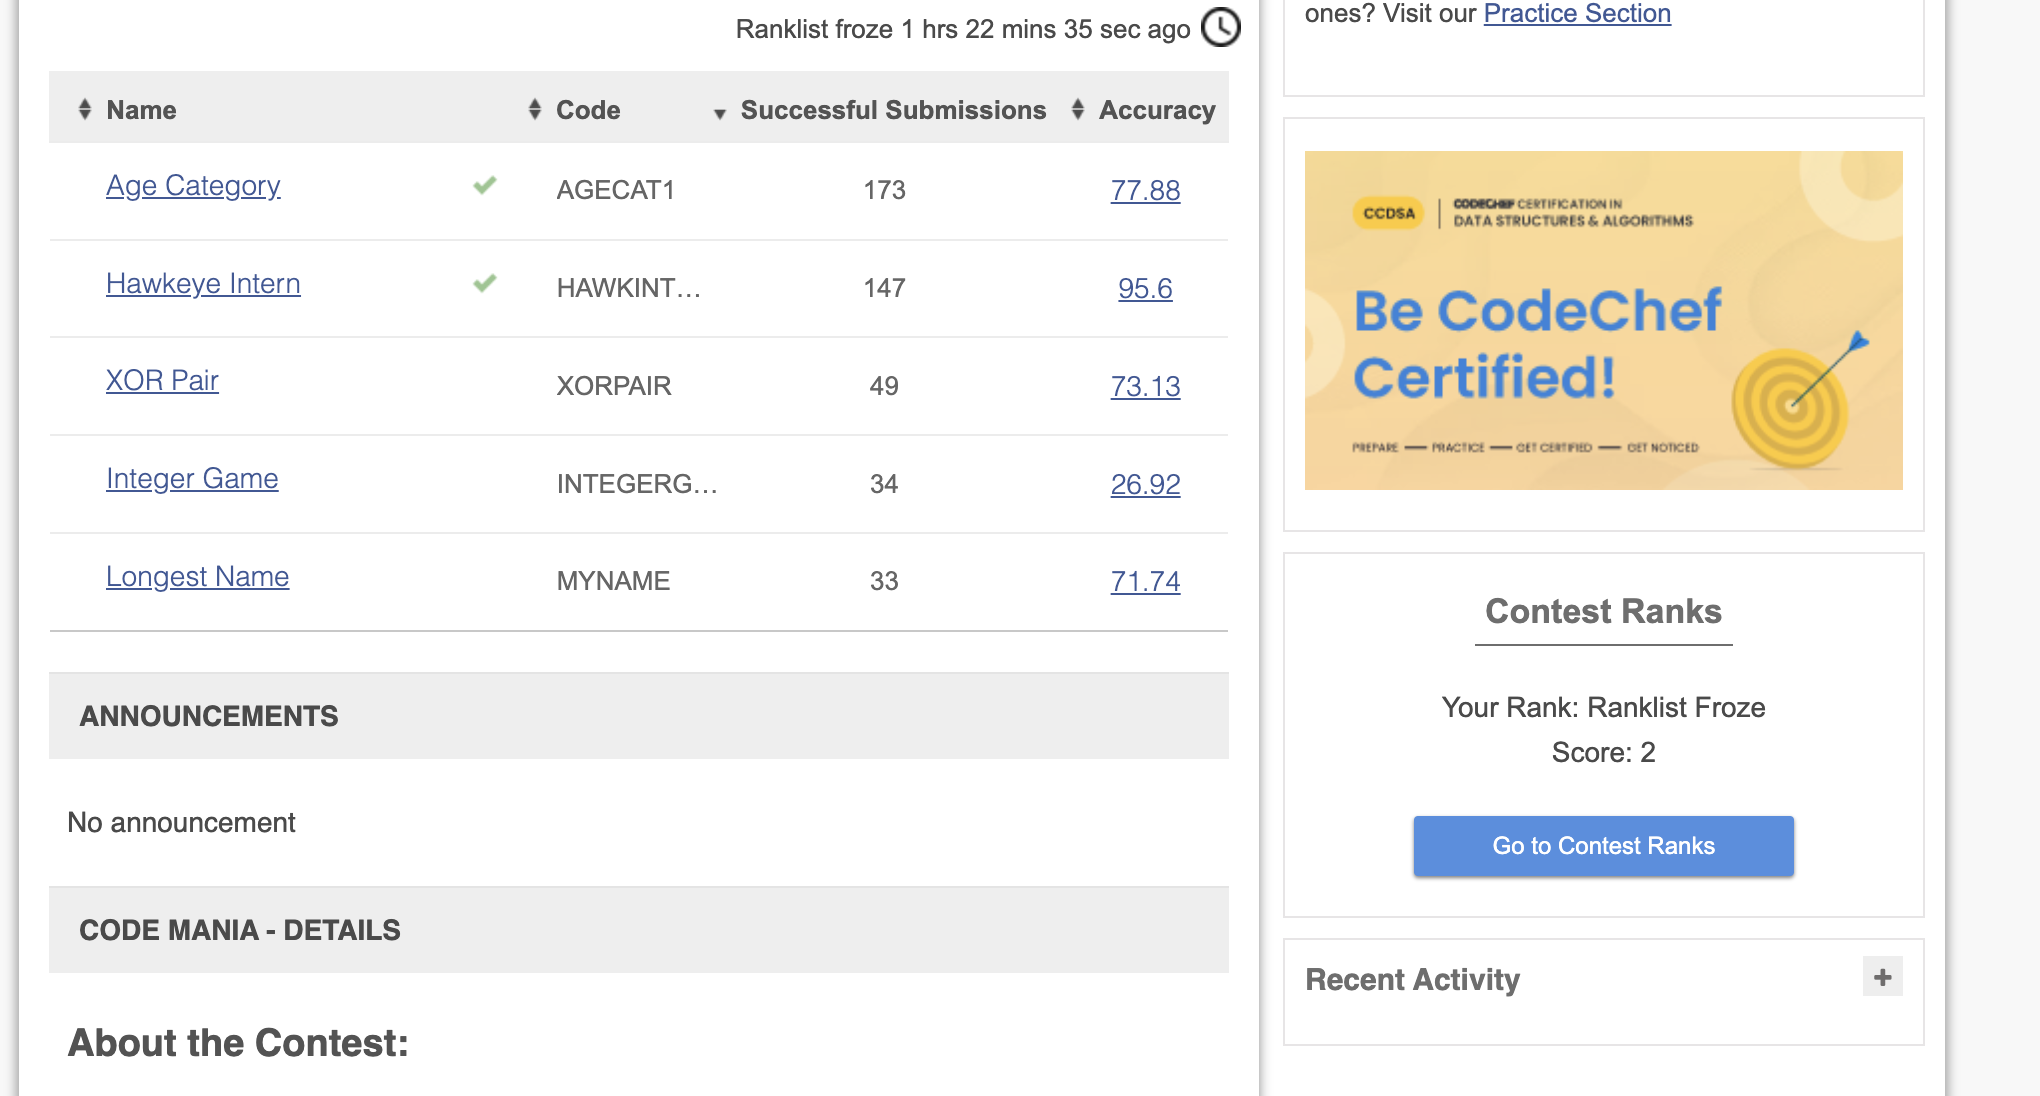 Ranklist froze 1 hrs 22 mins 35 sec ago
Name Code Successful Submissions Accuracy
Age Category AGECAT1 173 77.88
Hawkeye Intern HAWKINT... 147 95.6
XOR Pair XORPAIR 49 73.13
Integer Game INTEGERG... 34 26.92
Longest Name MYNAME 33 71.74
ANNOUNCEMENTS
No announcement
CODE MANIA - DETAILS
About the Contest:
ones? Visit our Practice Section
CCDSA
CODECHEF CERTIFICATION IN
DATA STRUCTURES & ALGORITHMS
Be CodeChef
Certified!
PREPARE — PRACTICE — GET CERTIFIED — GET NOTICED
Contest Ranks
Your Rank: Ranklist Froze
Score: 2
Go to Contest Ranks
Recent Activity +